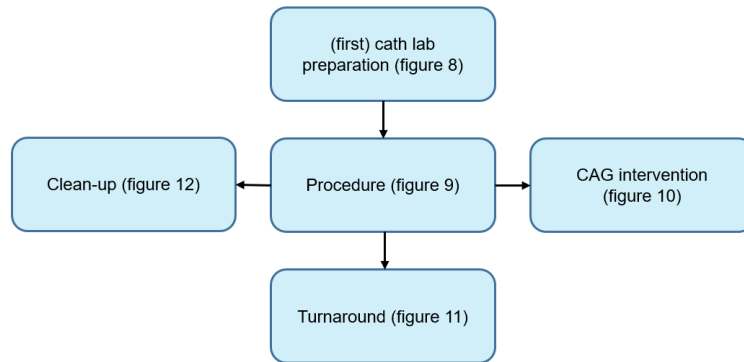 (first) cath lab
preparation (figure 8)
Clean-up (figure 12)
Procedure (figure 9)
CAG intervention
(figure 10)
Turnaround (figure 11)